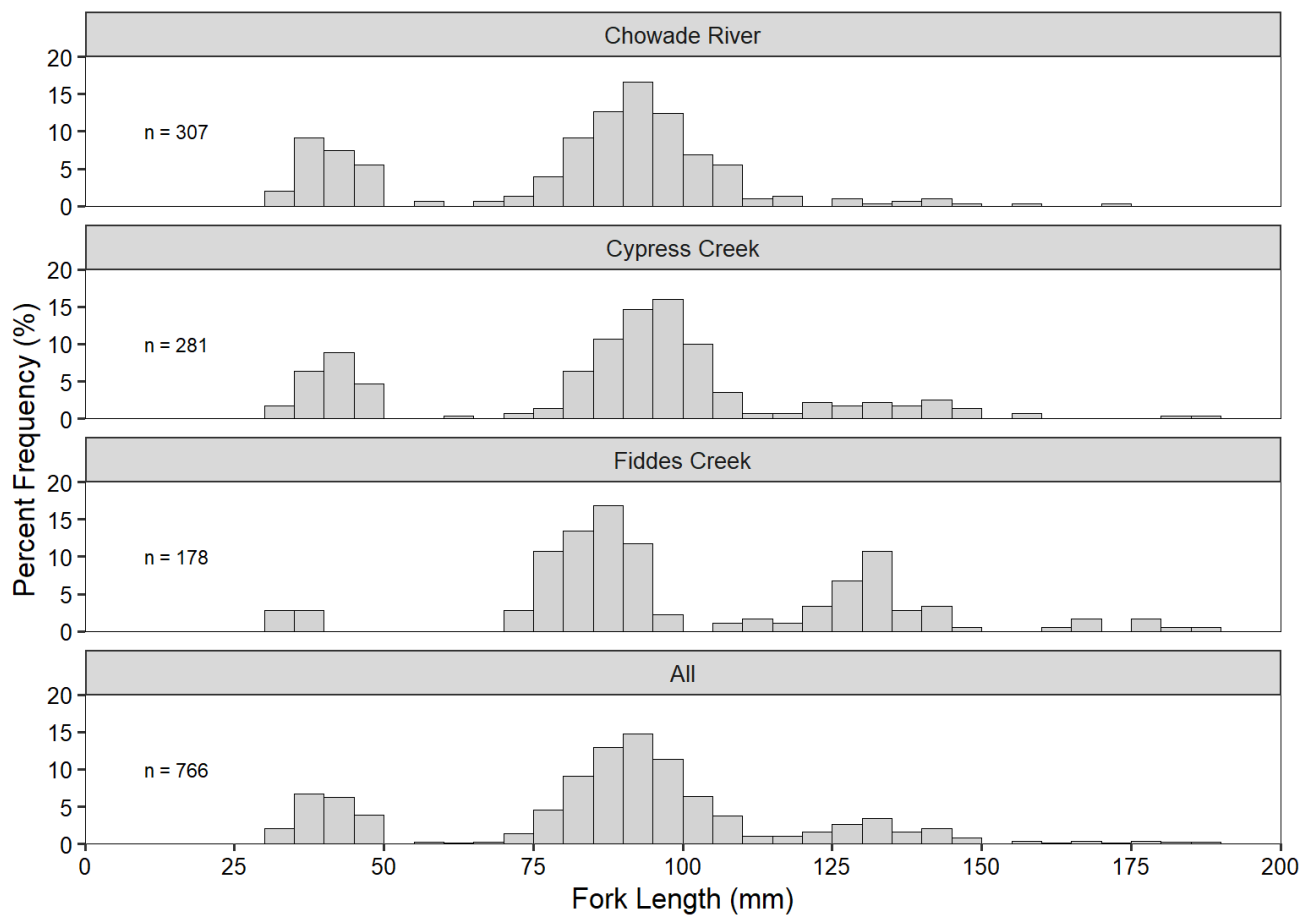 Chowade River
20
15
n = 307
10
5
0
Cypress Creek
20
15
n = 281
10
5
0
Fiddes Creek
20
15
n = 178
10
5
0
All
20
15
n = 766
10
5
0
0 25 50 75 100 125 150 175 200
Fork Length (mm)
Percent Frequency (%)